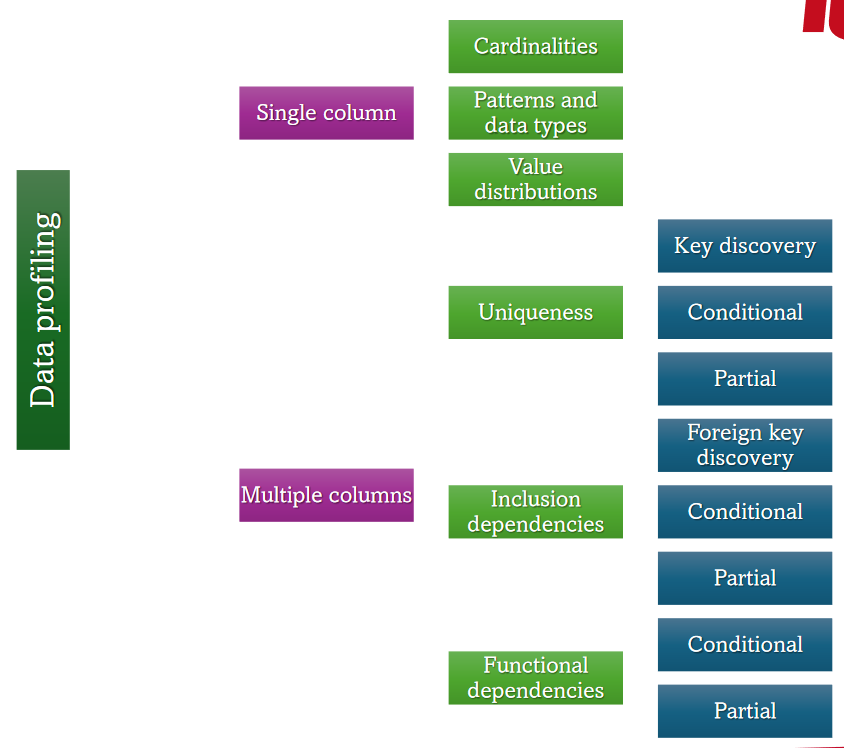 Data profiling
Single column
Cardinalities
Patterns and
data types
Value
distributions
Multiple columns
Uniqueness
Key discovery
Conditional
Partial
Inclusion
dependencies
Foreign key
discovery
Conditional
Partial
Functional
dependencies
Conditional
Partial